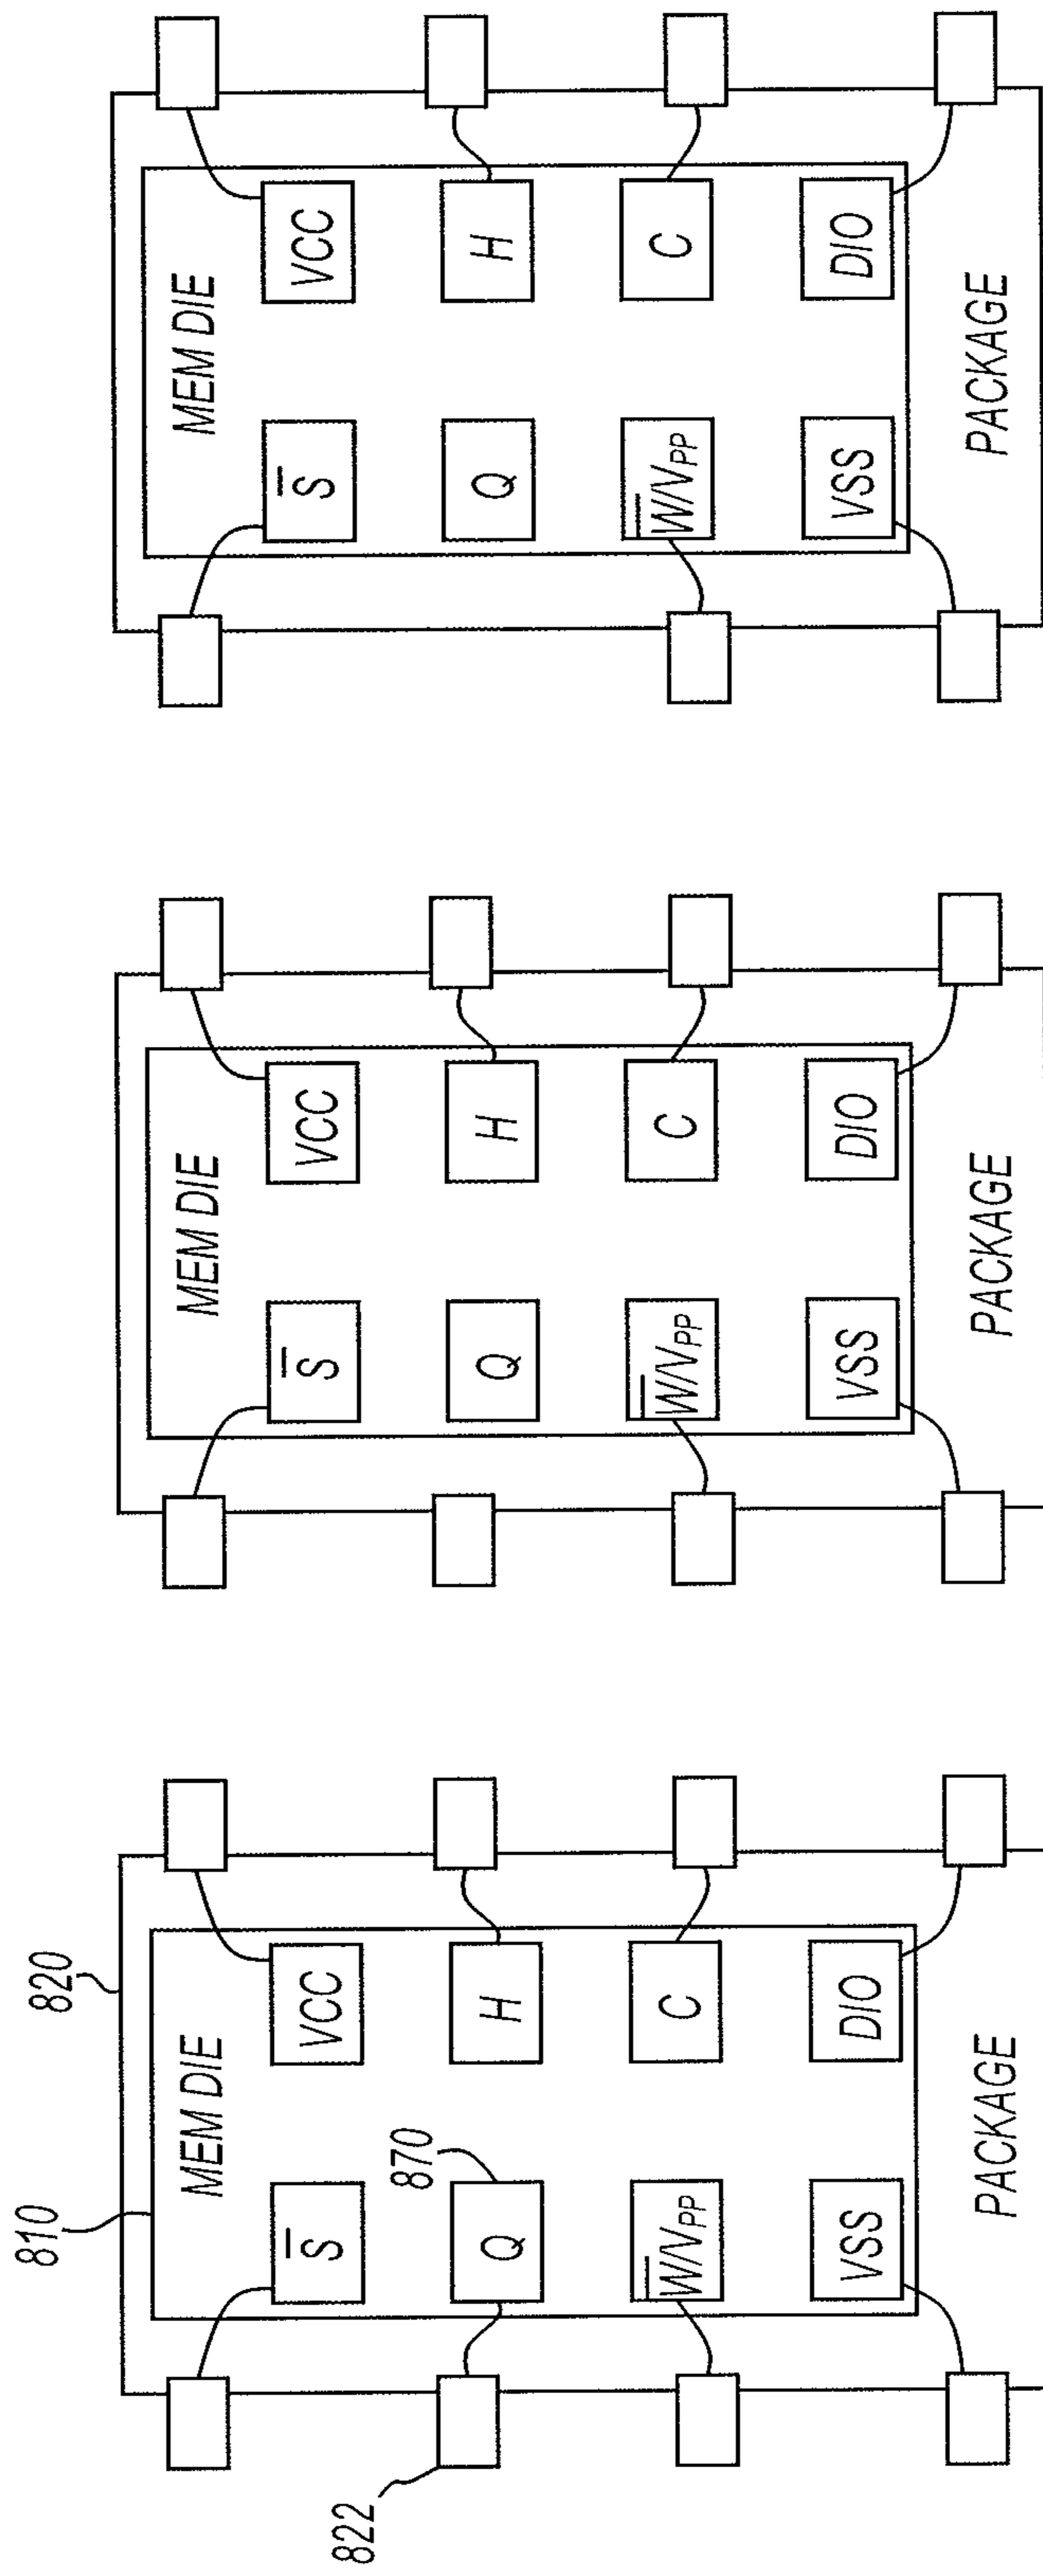 810
820
MEM DIE
S̅
VCC
870
822
Q
H
W̅/VPP
C
VSS
DIO
PACKAGE
MEM DIE
S̅
VCC
Q
H
W̅/VPP
C
VSS
DIO
PACKAGE
MEM DIE
S̅
VCC
Q
H
W̅/VPP
C
VSS
DIO
PACKAGE